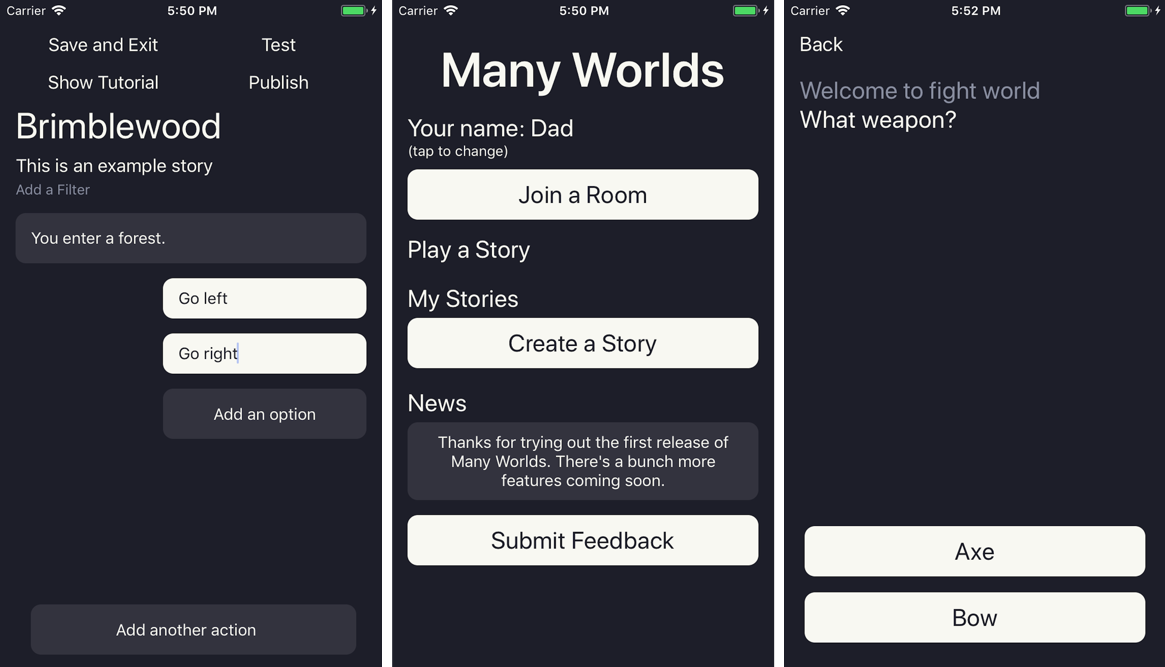 Carrier 5:50 PM
Save and Exit Test
Show Tutorial Publish
Brimblewood
This is an example story
Add a Filter
You enter a forest.
Go left
Go right
Add an option
Add another action
Carrier 5:50 PM
Many Worlds
Your name: Dad
(tap to change)
Join a Room
Play a Story
My Stories
Create a Story
News
Thanks for trying out the first release of
Many Worlds. There's a bunch more
features coming soon.
Submit Feedback
Carrier 5:52 PM
Back
Welcome to fight world
What weapon?
Axe
Bow